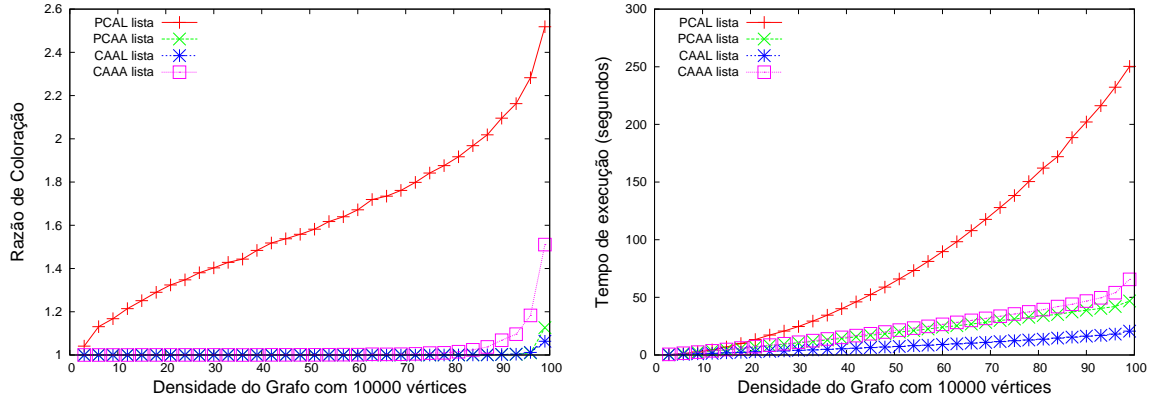 2.6
2.4
2.2
2
1.8
1.6
1.4
1.2
1
0 10 20 30 40 50 60 70 80 90 100
Razão de Coloração
Densidade do Grafo com 10000 vértices
PCAL lista
PCAA lista
CAAL lista
CAAA lista
300
250
200
150
100
50
0
0 10 20 30 40 50 60 70 80 90 100
Tempo de execução (segundos)
Densidade do Grafo com 10000 vértices
PCAL lista
PCAA lista
CAAL lista
CAAA lista